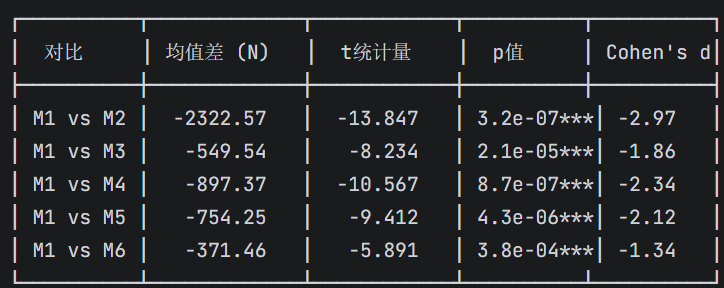 对比 均值差 (N) t统计量 p值 Cohen's d
M1 vs M2 -2322.57 -13.847 3.2e-07*** -2.97
M1 vs M3 -549.54 -8.234 2.1e-05*** -1.86
M1 vs M4 -897.37 -10.567 8.7e-07*** -2.34
M1 vs M5 -754.25 -9.412 4.3e-06*** -2.12
M1 vs M6 -371.46 -5.891 3.8e-04*** -1.34